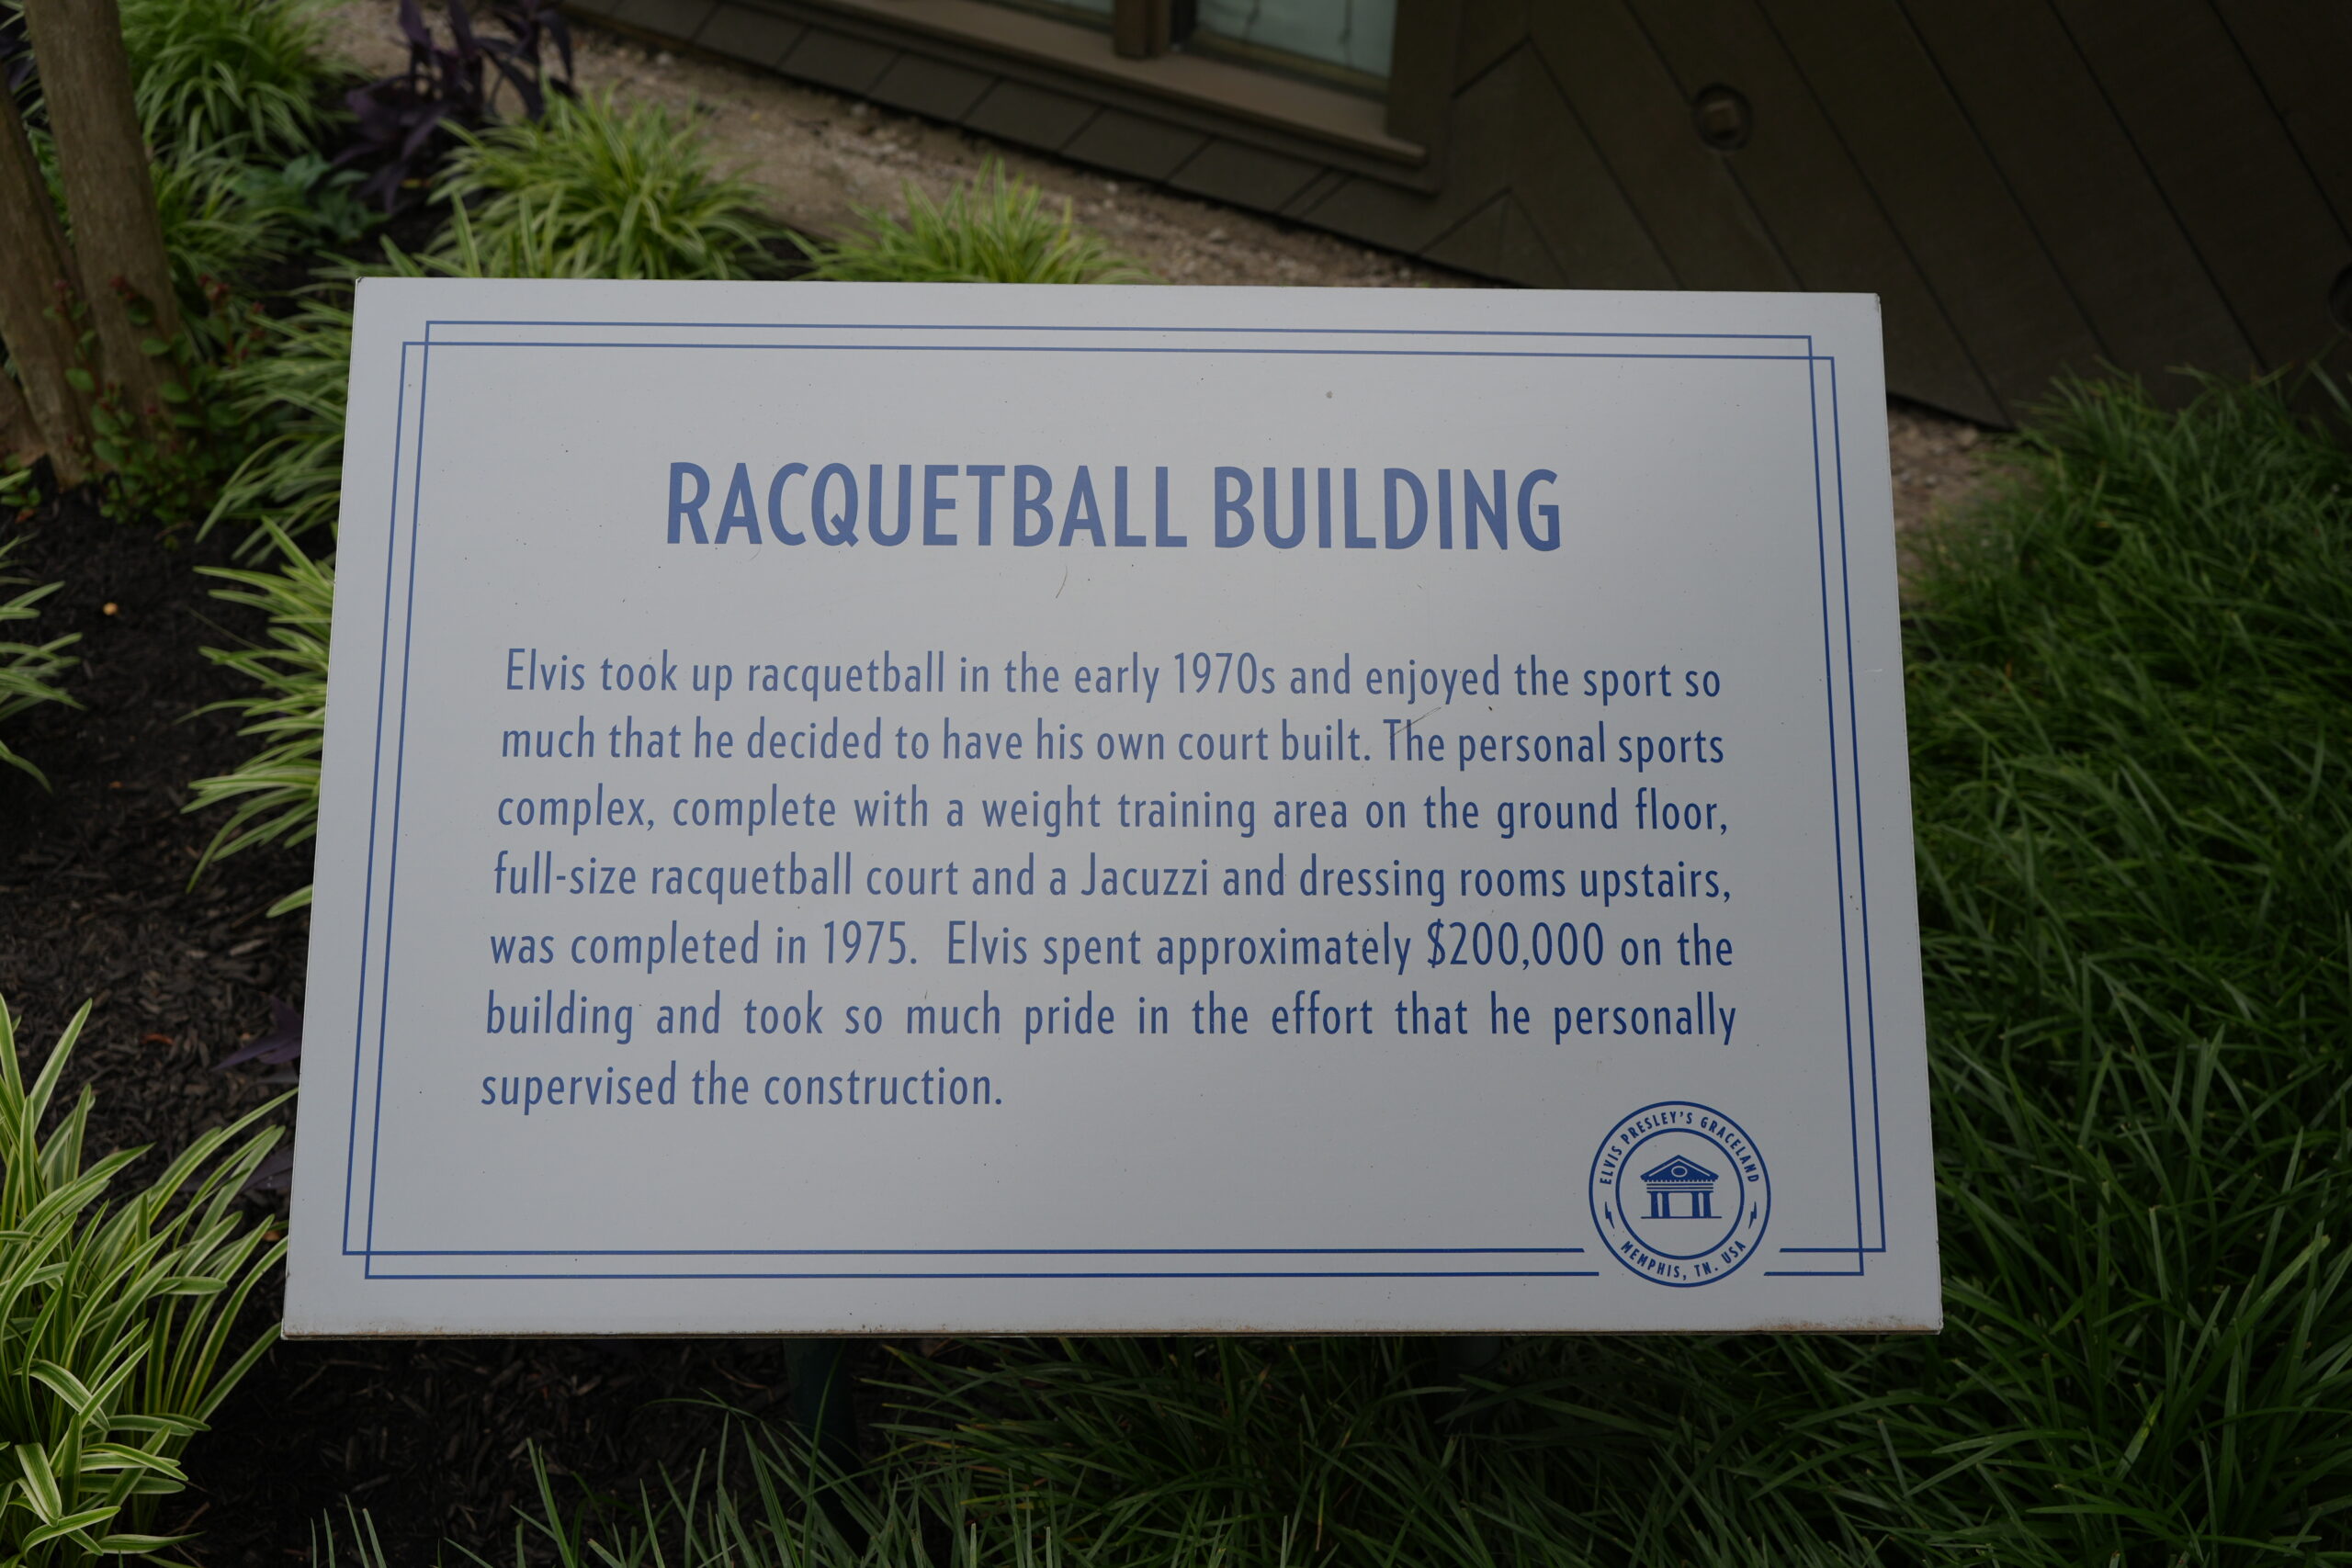 RACQUETBALL BUILDING
Elvis took up racquetball in the early 1970s and enjoyed the sport so
much that he decided to have his own court built. The personal sports
complex, complete with a weight training area on the ground floor,
full-size racquetball court and a Jacuzzi and dressing rooms upstairs,
was completed in 1975.  Elvis spent approximately $200,000 on the
building and took so much pride in the effort that he personally
supervised the construction.
ELVIS PRESLEY'S GRACELAND
MEMPHIS, TN. USA